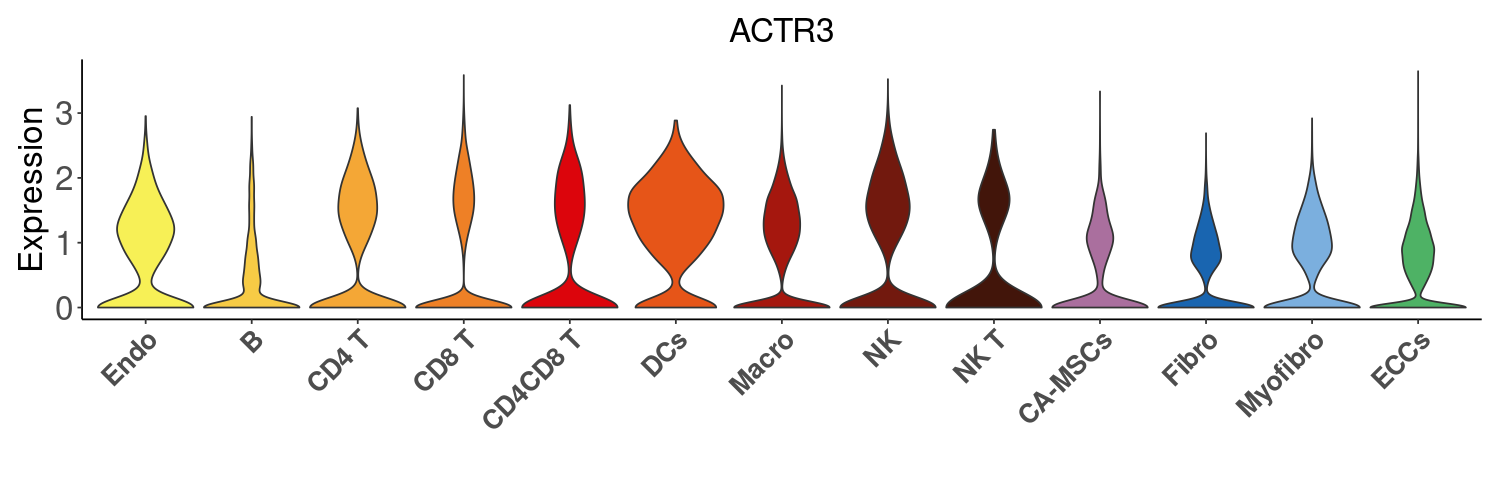 ACTR3
Expression
3
2
1
0
Endo
B
CD4 T
CD8 T
CD4CD8 T
DCs
Macro
NK
NK T
CA-MSCs
Fibro
Myofibro
ECCs